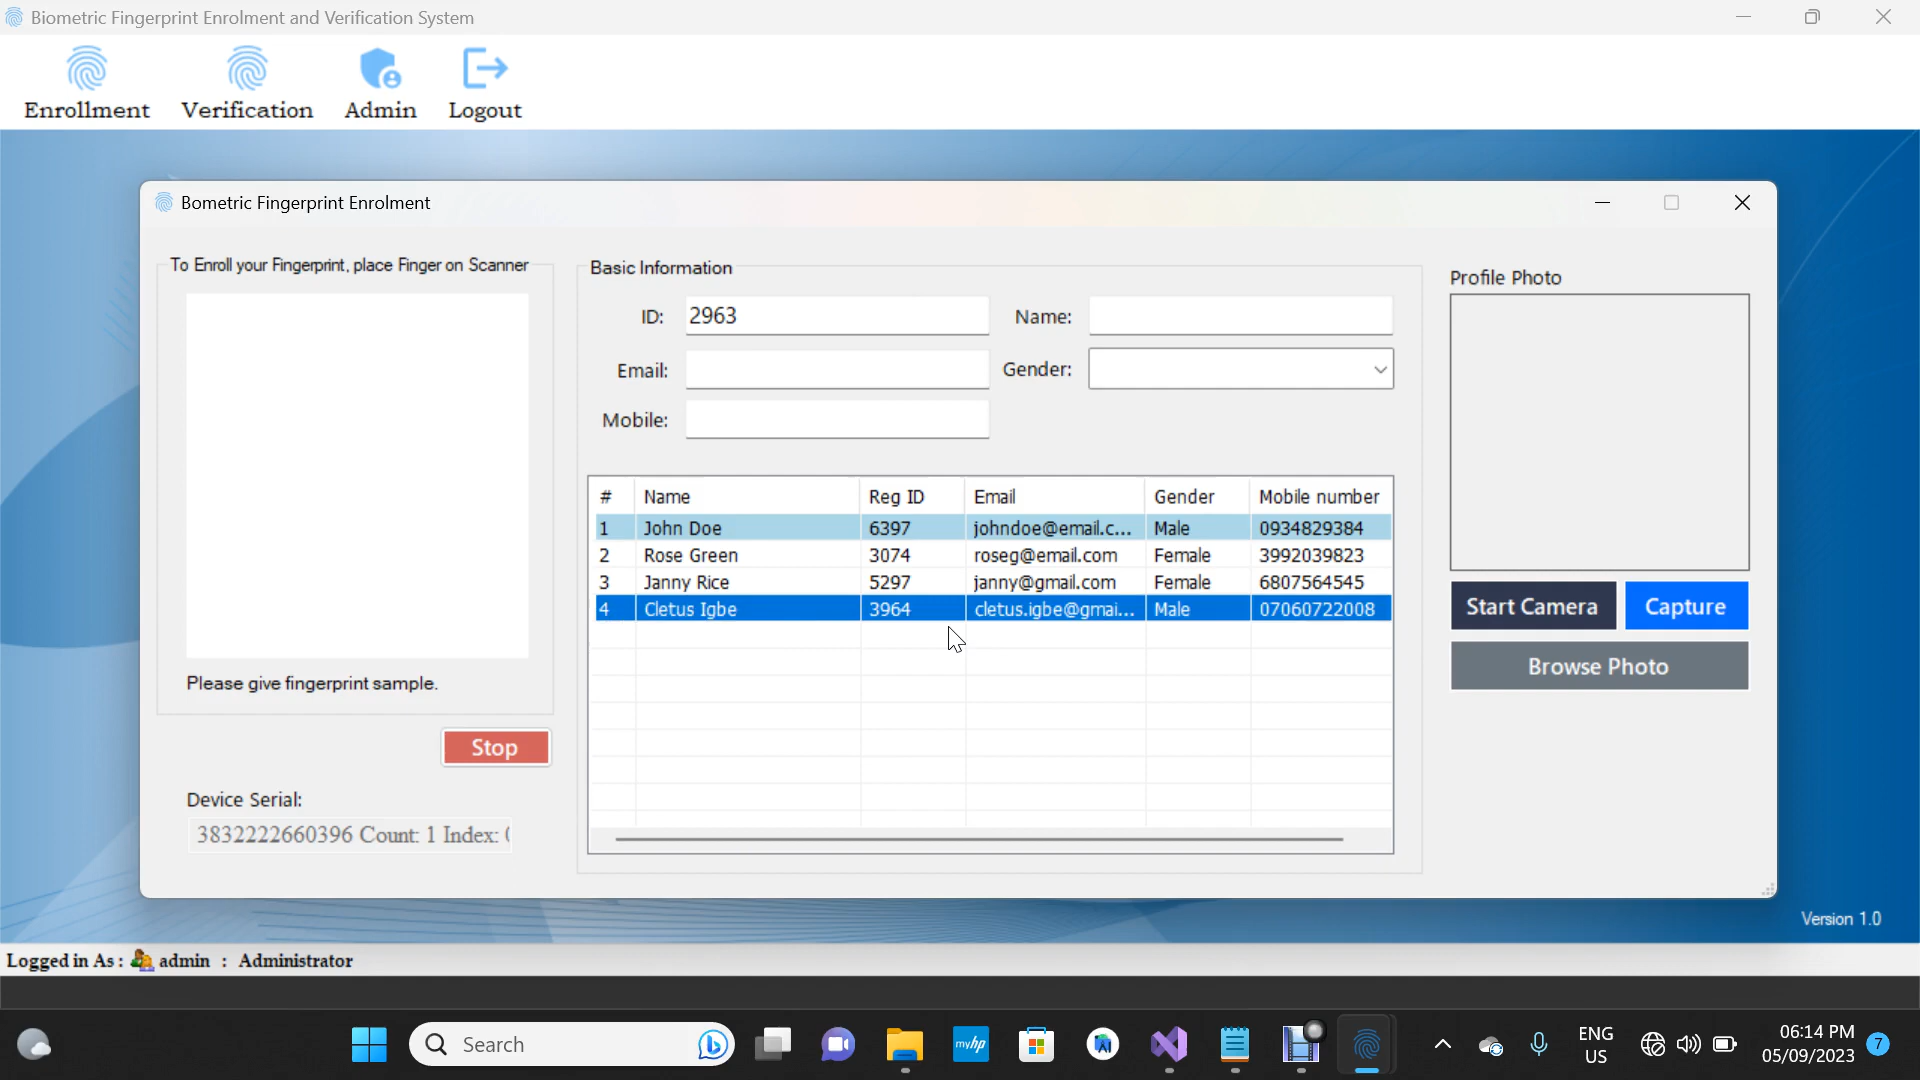 Biometric Fingerprint Enrolment and Verification System
Enrollment Verification Admin Logout
Bometric Fingerprint Enrolment
To Enroll your Fingerprint, place Finger on Scanner
Please give fingerprint sample.
Stop
Device Serial:
3832222660396 Count: 1 Index:
Basic Information
ID: 2963 Name:
Email: Gender:
Mobile:
# Name Reg ID Email Gender Mobile number
1 John Doe 6397 johndoe@email.c... Male 0934829384
2 Rose Green 3074 roseg@email.com Female 3992039823
3 Janny Rice 5297 janny@gmail.com Female 6807564545
4 Cletus Igbe 3964 cletus.igbe@gmai... Male 07060722008
Profile Photo
Start Camera Capture
Browse Photo
Version 1.0
Logged in As : admin : Administrator
Search
myhp
ENG
US
06:14 PM
05/09/2023
7